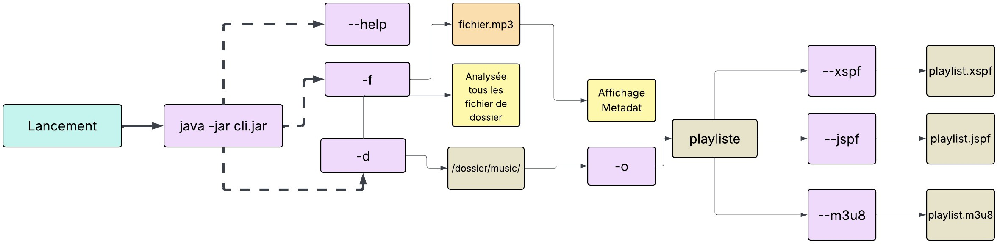 Lancement
java -jar cli.jar
--help
-f
-d
fichier.mp3
Analysée
tous les
fichier de
dossier
/dossier/music/
Affichage
Metadat
-o
playliste
--xspf
--jspf
--m3u8
playlist.xspf
playlist.jspf
playlist.m3u8